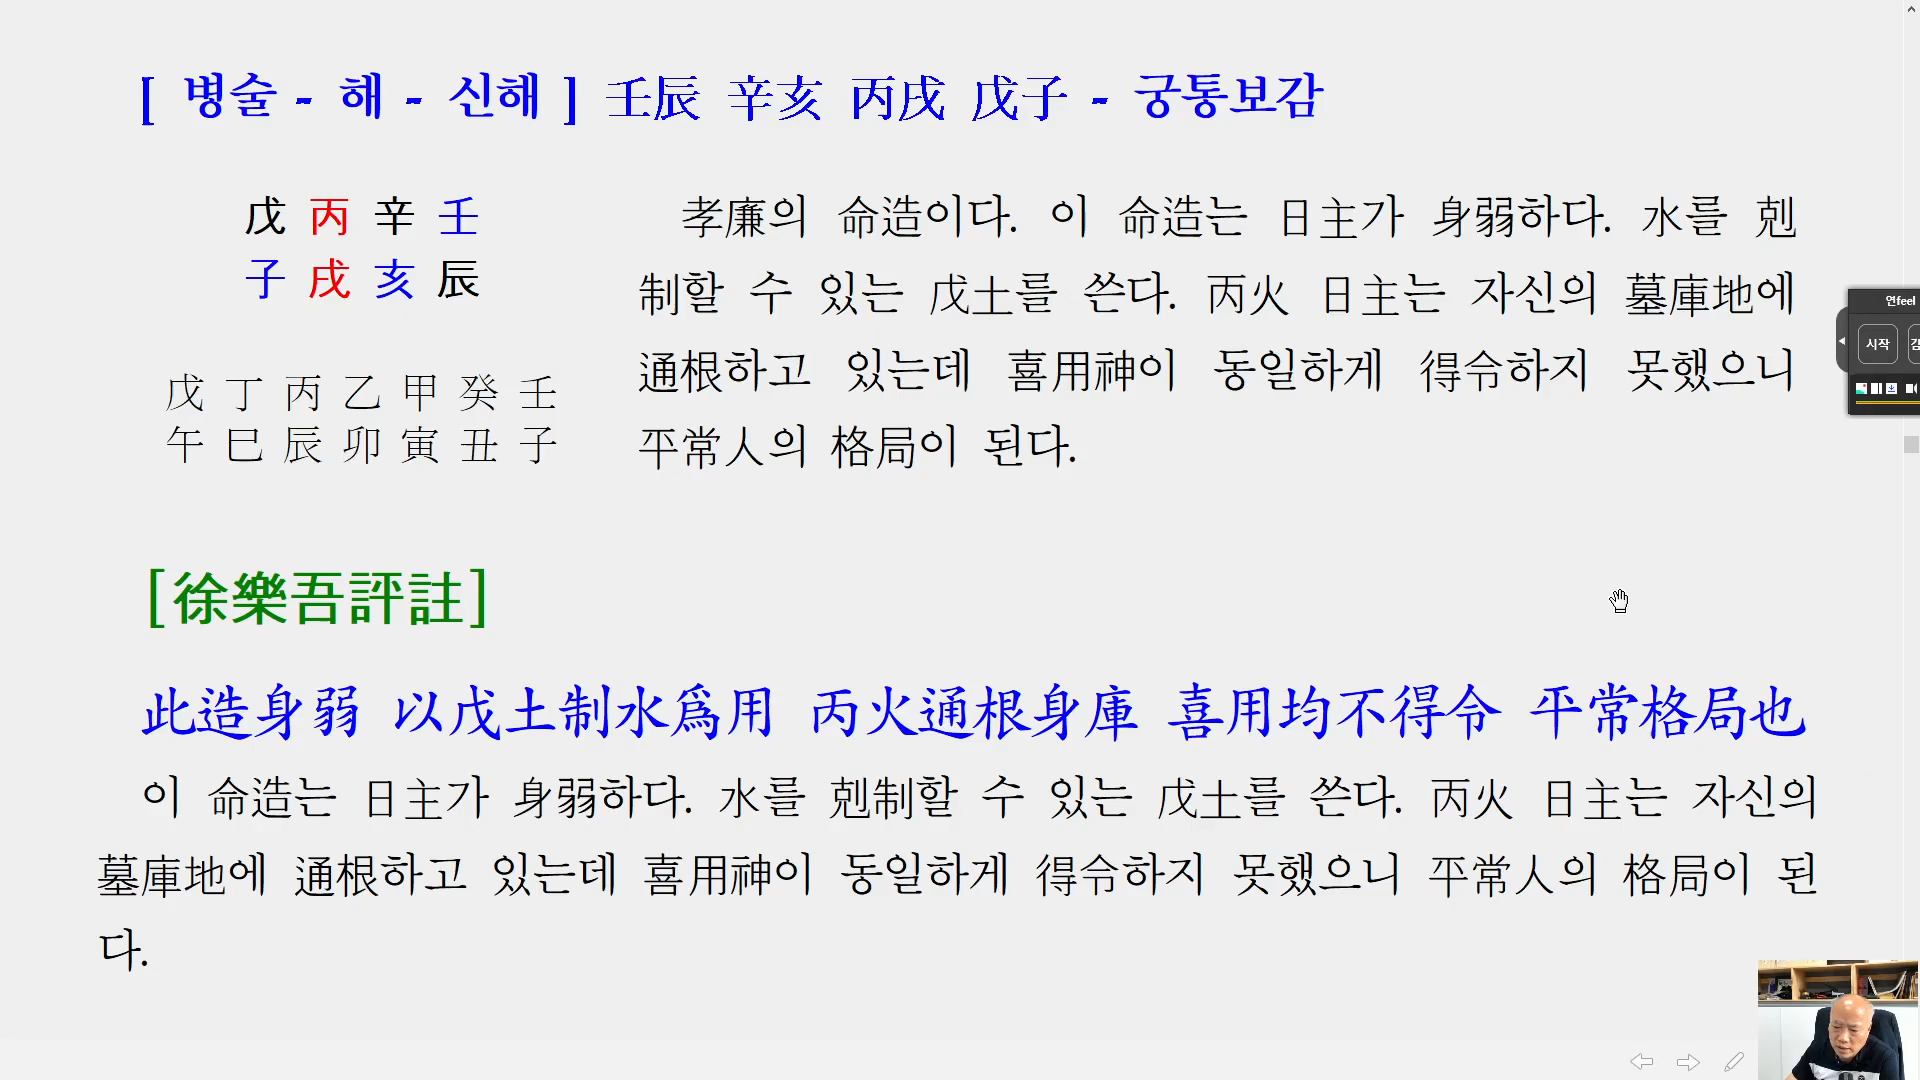 [ 병술 - 해 - 신해 ] 壬辰 辛亥 丙戌 戊子 - 궁통보감
戊 丙 辛 壬
子 戌 亥 辰
戊 丁 丙 乙 甲 癸 壬
午 巳 辰 卯 寅 丑 子
孝廉의 命造이다. 이 命造는 日主가 身弱하다. 水를 剋
制할 수 있는 戊土를 쓴다. 丙火 日主는 자신의 墓庫地에
通根하고 있는데 喜用神이 동일하게 得令하지 못했으니
平常人의 格局이 된다.
연feel
시작
[徐樂吾評註]
此造身弱 以戊土制水爲用 丙火通根身庫 喜用均不得令 平常格局也
이 命造는 日主가 身弱하다. 水를 剋制할 수 있는 戊土를 쓴다. 丙火 日主는 자신의
墓庫地에 通根하고 있는데 喜用神이 동일하게 得令하지 못했으니 平常人의 格局이 된
다.